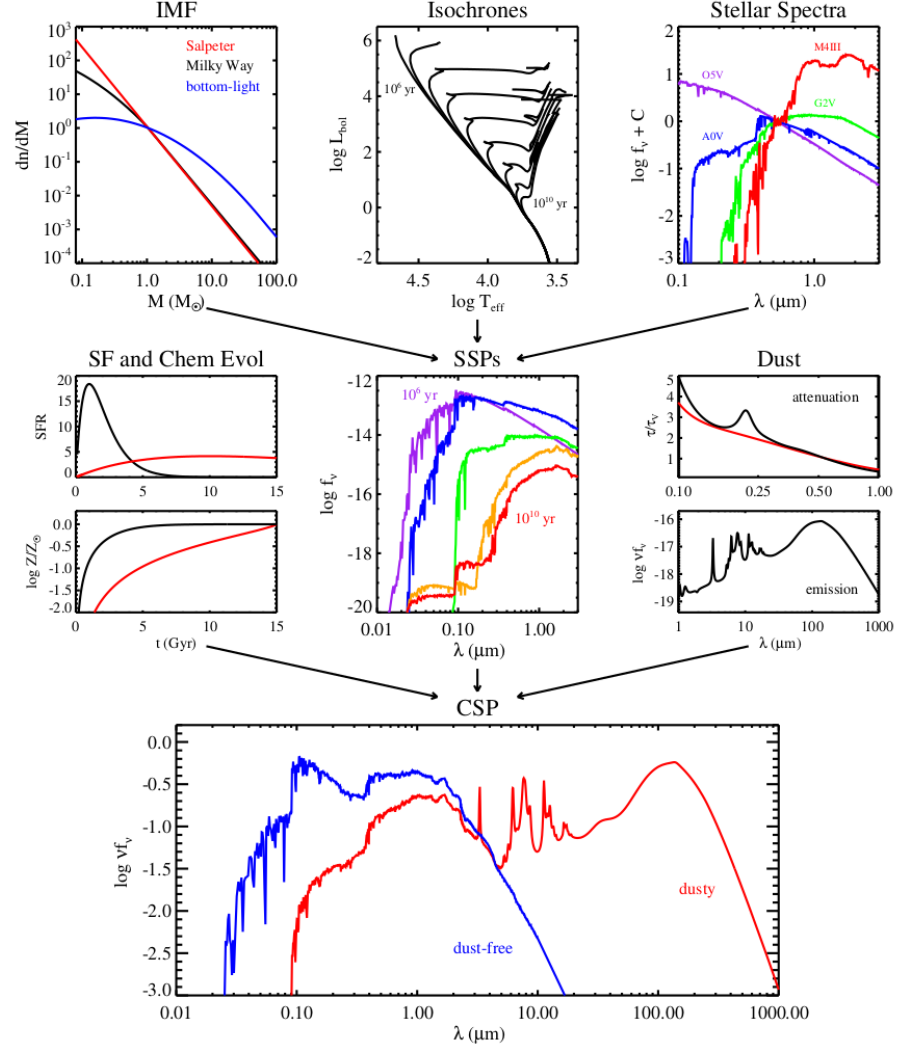 IMF
Isochrones
Stellar Spectra
10³
10²
10¹
10⁰
10⁻¹
10⁻²
10⁻³
10⁻⁴
dn/dM
Salpeter
Milky Way
bottom-light
0.1 1.0 10.0 100.0
M (M☉)
6
4
2
0
-2
log L_bol
10⁶ yr
10¹⁰ yr
4.5 4.0 3.5
log T_eff
2
1
0
-1
-2
-3
log f_ν + C
O5V
M4III
G2V
A0V
0.1 1.0
λ (μm)
SF and Chem Evol
SSPs
Dust
20
15
10
5
0
SFR
0 5 10 15
0.0
-0.5
-1.0
-1.5
-2.0
log Z/Z☉
0 5 10 15
t (Gyr)
-12
-14
-16
-18
-20
log f_ν
10⁶ yr
10¹⁰ yr
0.01 0.10 1.00
λ (μm)
5
4
3
2
1
0
τ/τ_V
attenuation
0.10 0.25 0.50 1.00
-17
-18
-19
log νf_ν
emission
1 10 100 1000
λ (μm)
CSP
0.0
-0.5
-1.0
-1.5
-2.0
-2.5
-3.0
log νf_ν
dusty
dust-free
0.01 0.10 1.00 10.00 100.00 1000.00
λ (μm)